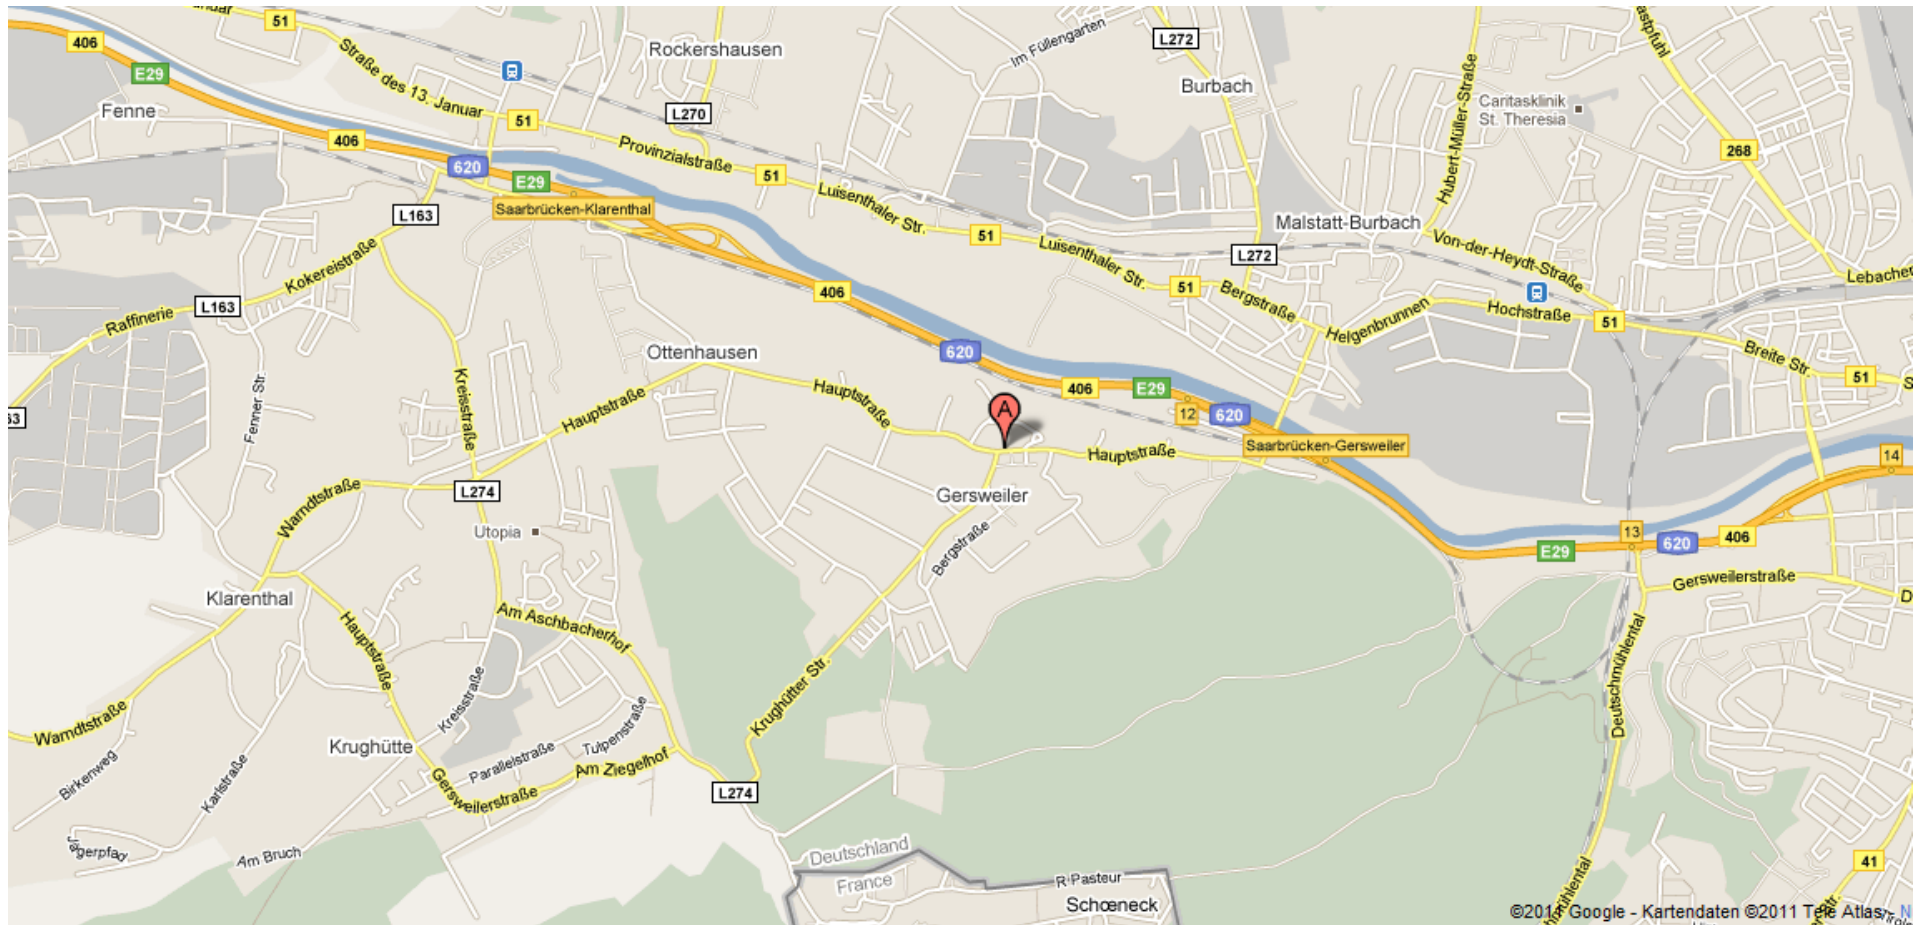 51
406
E29
Straße des 13. Januar
Rockershausen
Im Füllengarten
L272
Burbach
Fenne
406
51
L270
Caritasklinik
St. Theresia
Hubert-Müller-Straße
268
620
E29
Provinzialstraße
51
Saarbrücken-Klarenthal
Luisenthaler Str.
51
Luisenthaler Str.
L163
Malstatt-Burbach
L272
Von-der-Heydt-Straße
Lebacher
Kokereistraße
406
51
Bergstraße
Helgenbrunnen
Hochstraße
51
Raffinerie
L163
Breite Str.
51
Ottenhausen
620
406
E29
Kreisstraße
Hauptstraße
Hauptstraße
Fenner Str.
A
12
620
Saarbrücken-Gersweiler
Hauptstraße
14
L274
Gersweiler
Warndtstraße
Utopia
Bergstraße
13
E29
620
406
Gersweilerstraße
Klarenthal
Am Aschbacherhof
Hauptstraße
Deutschmühlental
Kreisstraße
Krughütter Str.
Warndtstraße
Krughütte
Tulpenstraße
Parallelstraße
Am Ziegelhof
Birkenweg
Karlstraße
Gersweilerstraße
L274
Jägerpfad
Am Bruch
Deutschland
France
R Pasteur
Schœneck
41
©2011 Google - Kartendaten ©2011 Tele Atlas